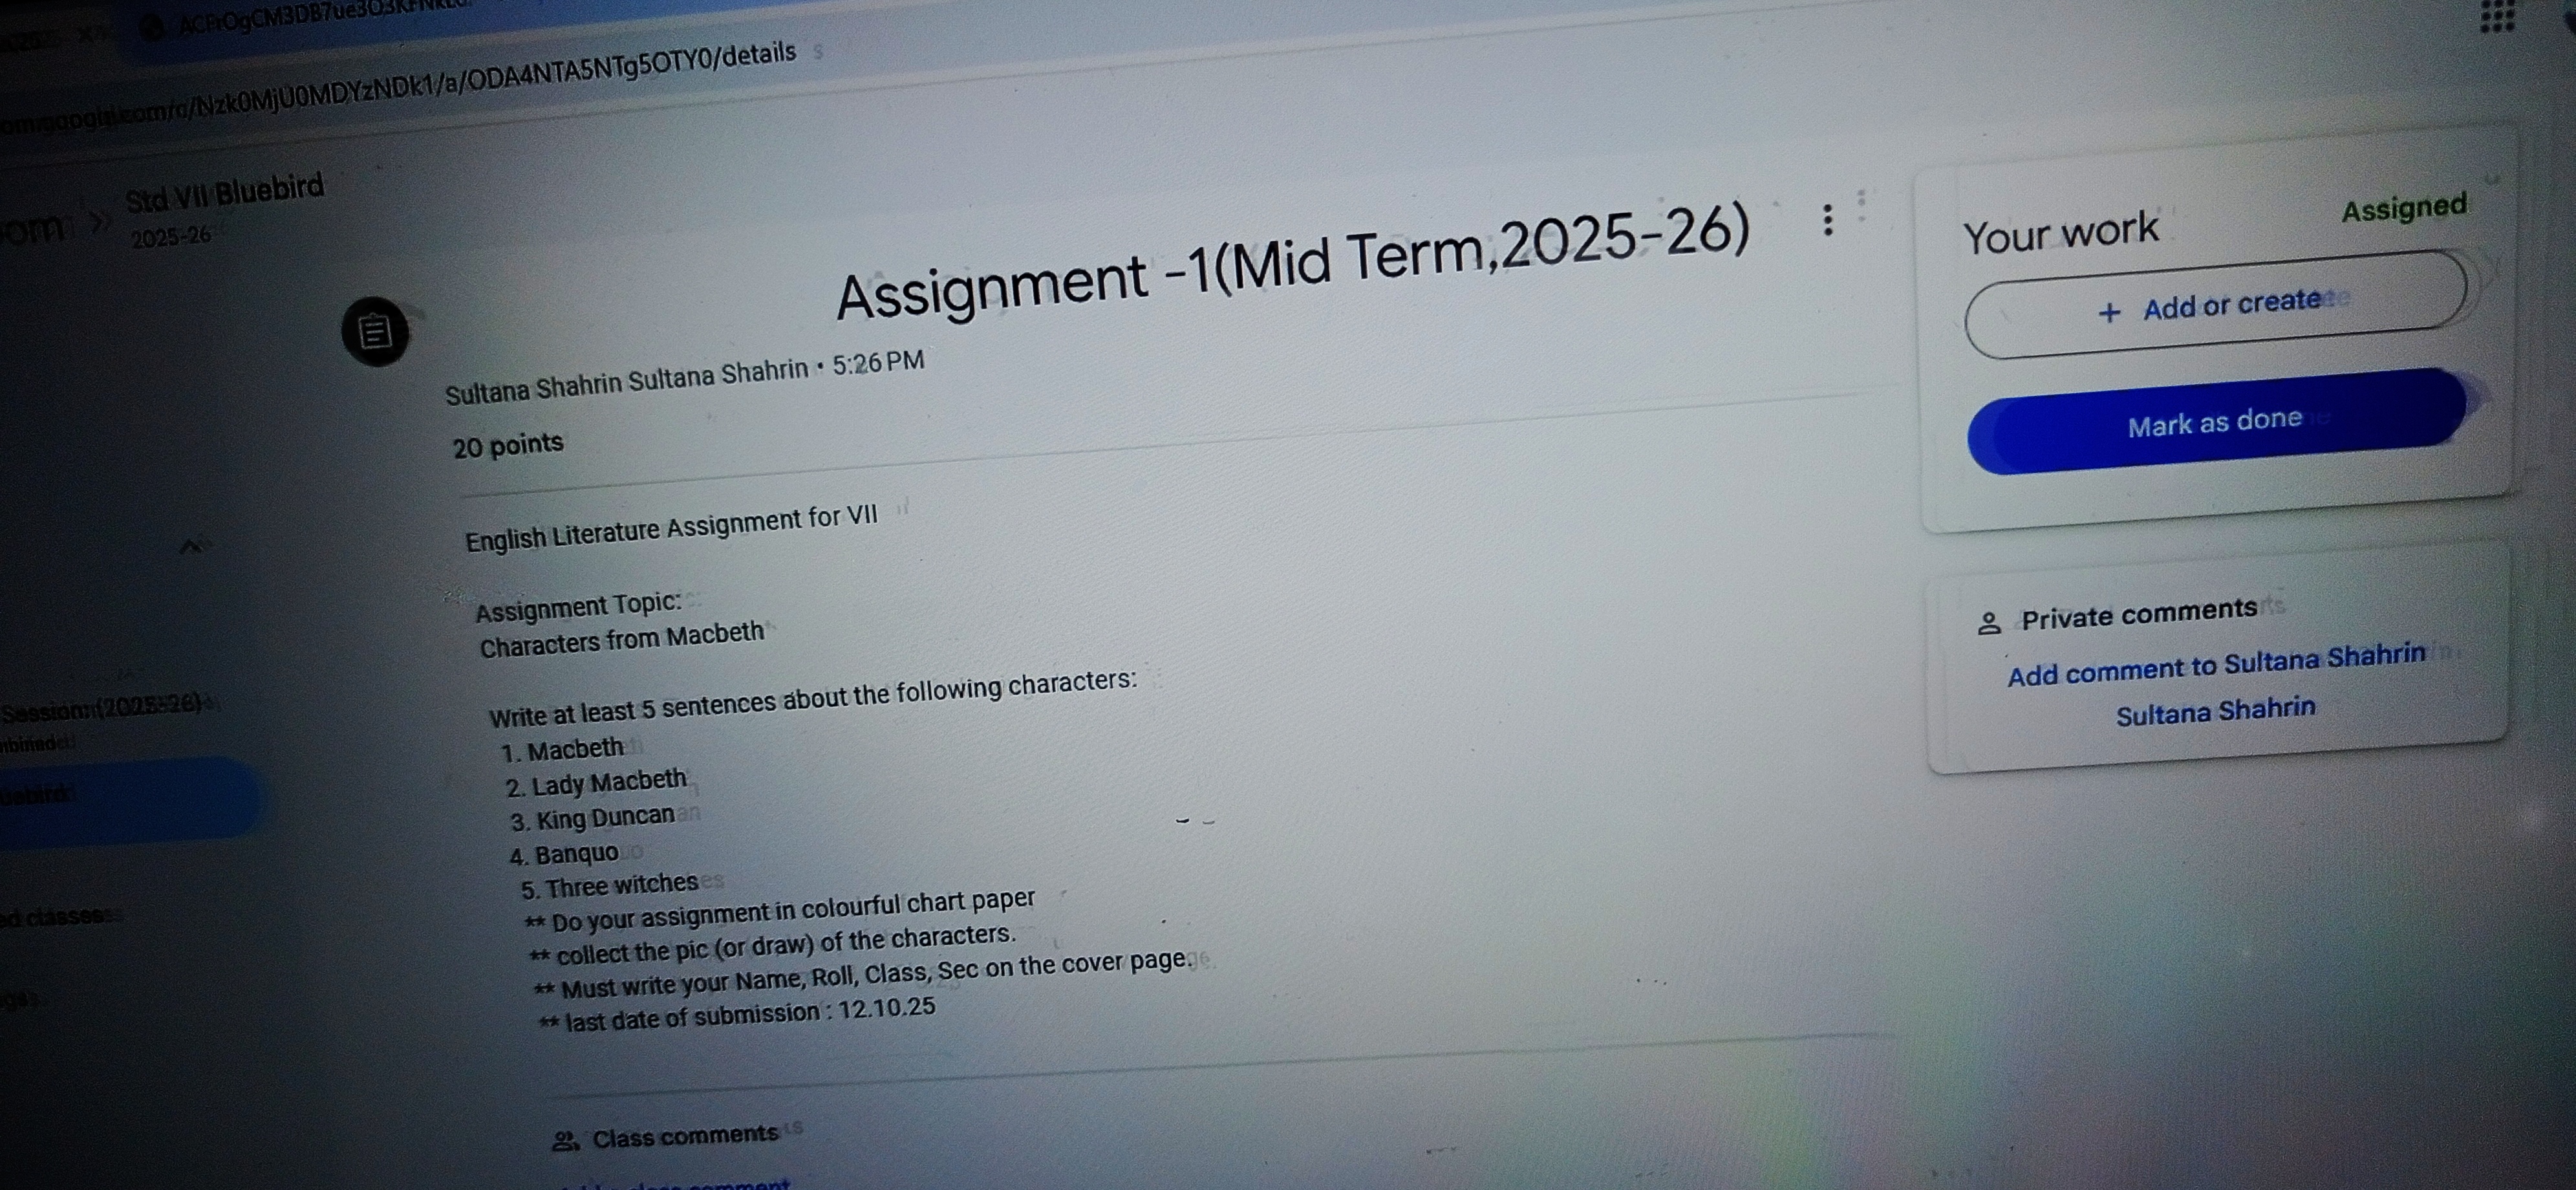 ACFrOgCM3DB7ue3O3KFNkLc
/Nzk0MjU0MDYzNDk1/a/ODA4NTA5NTg5OTY0/details
Std VII Bluebird
2025-26
Assignment -1(Mid Term,2025-26)
Sultana Shahrin Sultana Shahrin • 5:26 PM
20 points
English Literature Assignment for VII
Assignment Topic:
Characters from Macbeth
Write at least 5 sentences about the following characters:
1. Macbeth
2. Lady Macbeth
3. King Duncan
4. Banquo
5. Three witches
** Do your assignment in colourful chart paper
** collect the pic (or draw) of the characters.
** Must write your Name, Roll, Class, Sec on the cover page.
** last date of submission : 12.10.25
Class comments
Your work
Assigned
+ Add or create
Mark as done
Private comments
Add comment to Sultana Shahrin
Sultana Shahrin
Session (2025-26)
classes